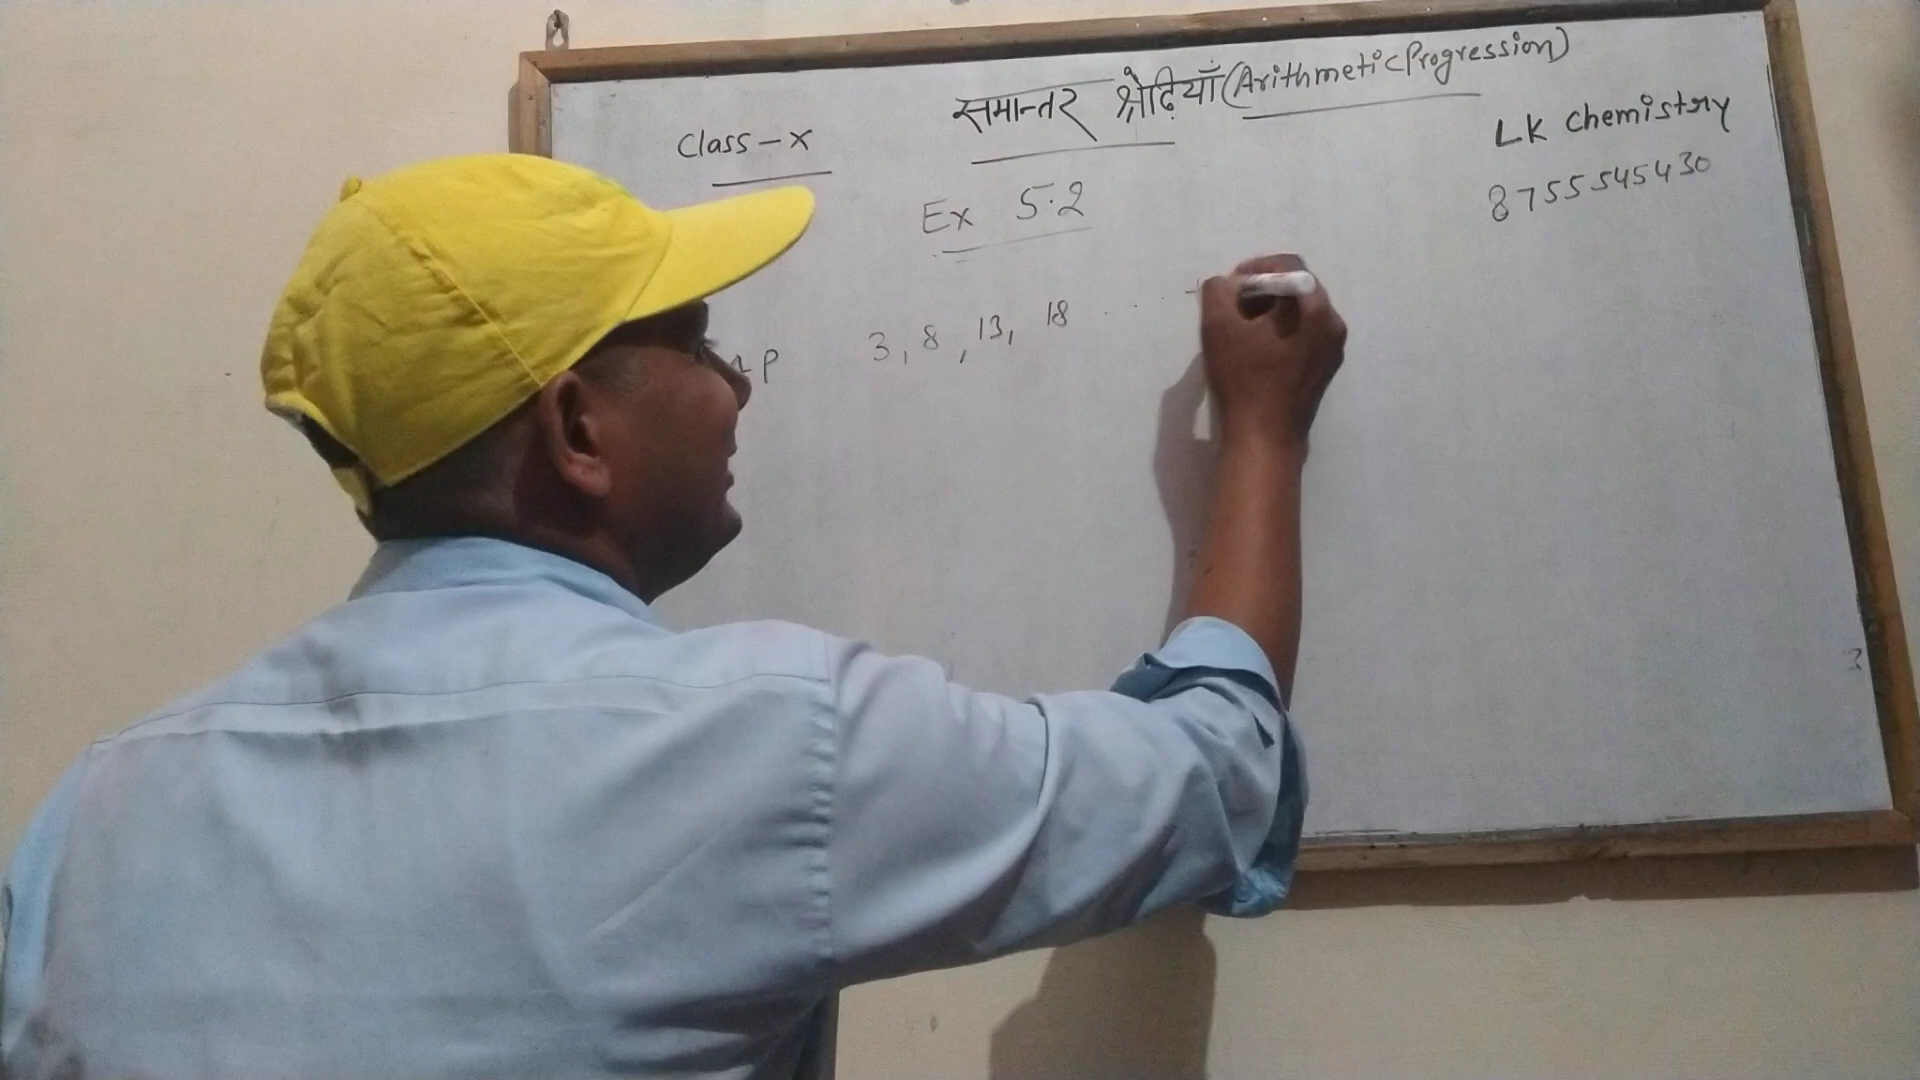 समान्तर श्रेढ़ियाँ (Arithmetic Progression)
Class - X
LK Chemistry
8755545430
Ex 5.2
AP 3, 8, 13, 18 . . .